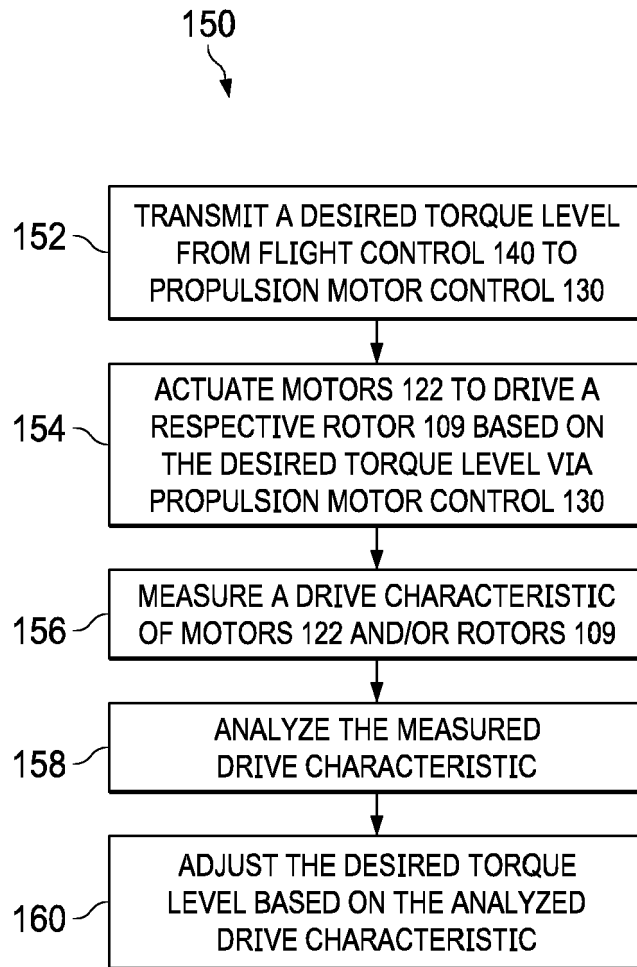 150
152
TRANSMIT A DESIRED TORQUE LEVEL
FROM FLIGHT CONTROL 140 TO
PROPULSION MOTOR CONTROL 130
154
ACTUATE MOTORS 122 TO DRIVE A
RESPECTIVE ROTOR 109 BASED ON
THE DESIRED TORQUE LEVEL VIA
PROPULSION MOTOR CONTROL 130
156
MEASURE A DRIVE CHARACTERISTIC
OF MOTORS 122 AND/OR ROTORS 109
158
ANALYZE THE MEASURED
DRIVE CHARACTERISTIC
160
ADJUST THE DESIRED TORQUE
LEVEL BASED ON THE ANALYZED
DRIVE CHARACTERISTIC